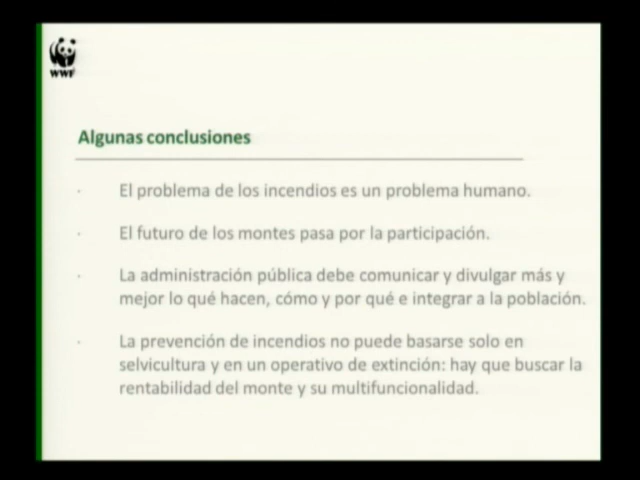 WWF
Algunas conclusiones
· El problema de los incendios es un problema humano.
· El futuro de los montes pasa por la participación.
· La administración pública debe comunicar y divulgar más y
mejor lo qué hacen, cómo y por qué e integrar a la población.
· La prevención de incendios no puede basarse solo en
selvicultura y en un operativo de extinción: hay que buscar la
rentabilidad del monte y su multifuncionalidad.